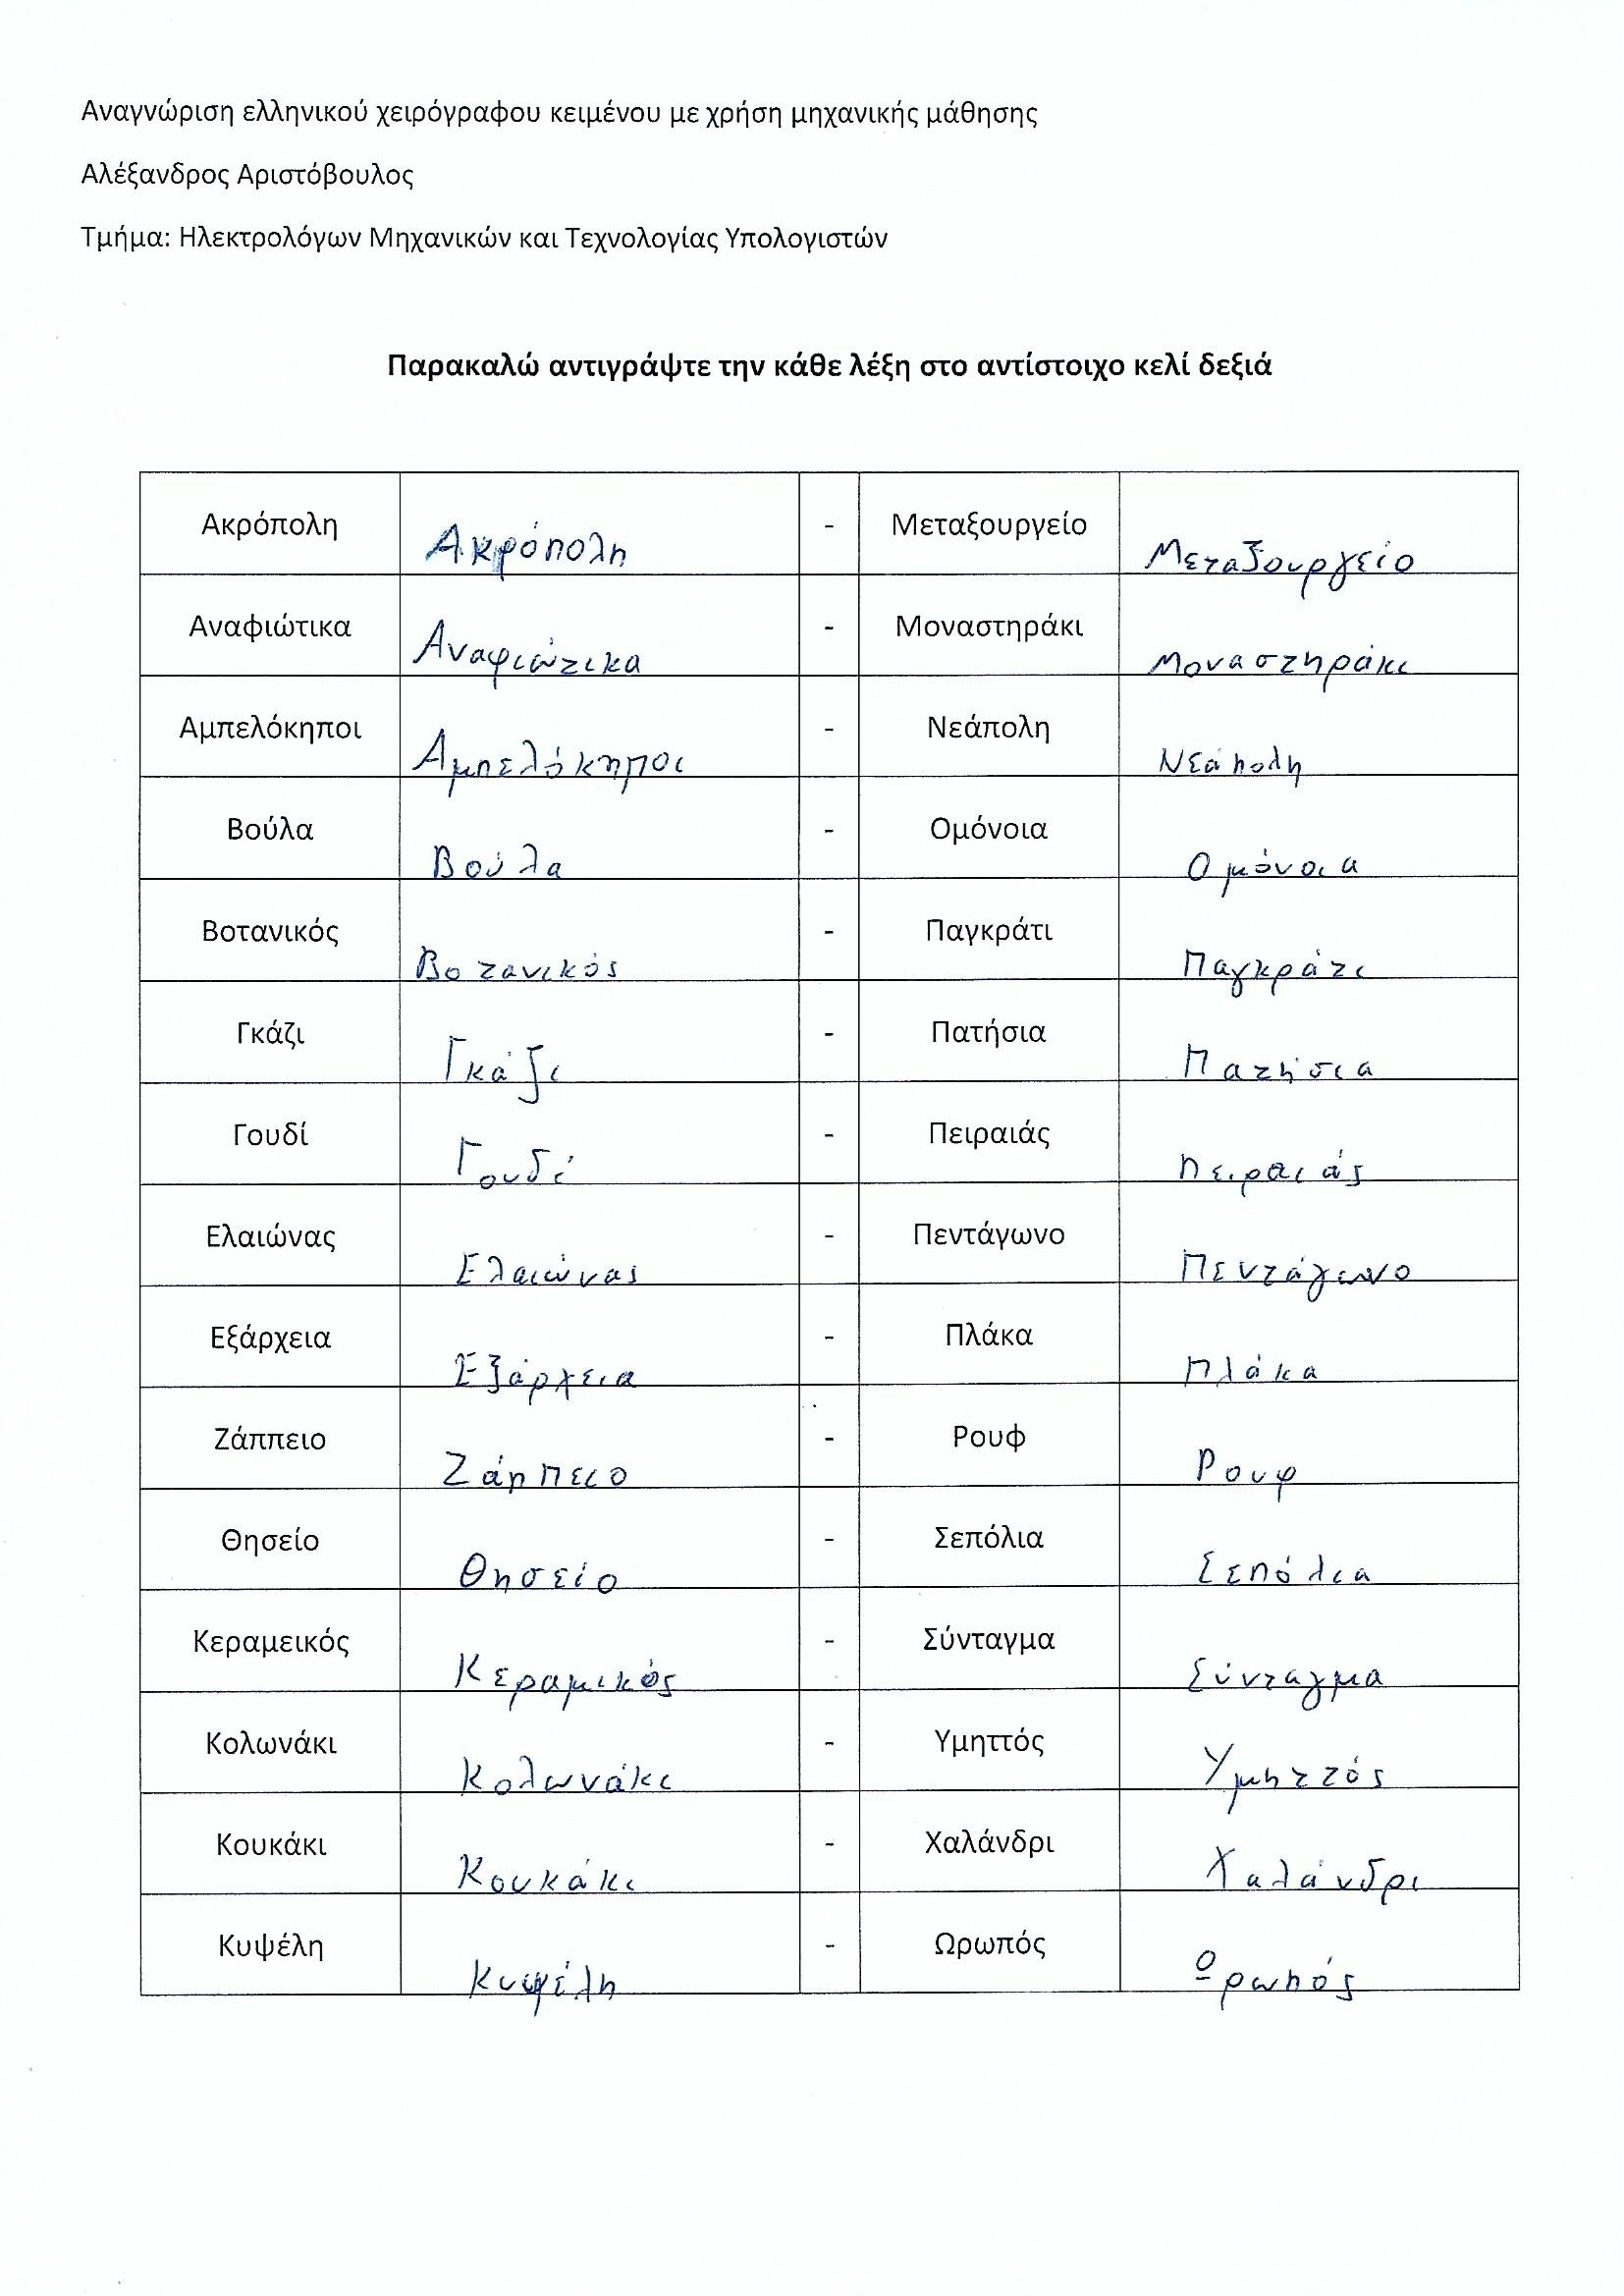 Αναγνώριση ελληνικού χειρόγραφου κειμένου με χρήση μηχανικής μάθησης
Αλέξανδρος Αριστόβουλος
Τμήμα: Ηλεκτρολόγων Μηχανικών και Τεχνολογίας Υπολογιστών
Παρακαλώ αντιγράψτε την κάθε λέξη στο αντίστοιχο κελί δεξιά
Ακρόπολη Ακρόπολη - Μεταξουργείο Μεταξουργείο
Αναφιώτικα Αναφιώτικα - Μοναστηράκι Μοναστηράκι
Αμπελόκηποι Αμπελόκηποι - Νεάπολη Νεάπολη
Βούλα Βούλα - Ομόνοια Ομόνοια
Βοτανικός Βοτανικός - Παγκράτι Παγκράτι
Γκάζι Γκάζι - Πατήσια Πατήσια
Γουδί Γουδί - Πειραιάς Πειραιάς
Ελαιώνας Ελαιώνας - Πεντάγωνο Πεντάγωνο
Εξάρχεια Εξάρχεια - Πλάκα Πλάκα
Ζάππειο Ζάππειο - Ρουφ Ρουφ
Θησείο Θησείο - Σεπόλια Σεπόλια
Κεραμεικός Κεραμικός - Σύνταγμα Σύνταγμα
Κολωνάκι Κολωνάκι - Υμηττός Υμηττός
Κουκάκι Κουκάκι - Χαλάνδρι Χαλάνδρι
Κυψέλη Κυψέλη - Ωρωπός Ωρωπός